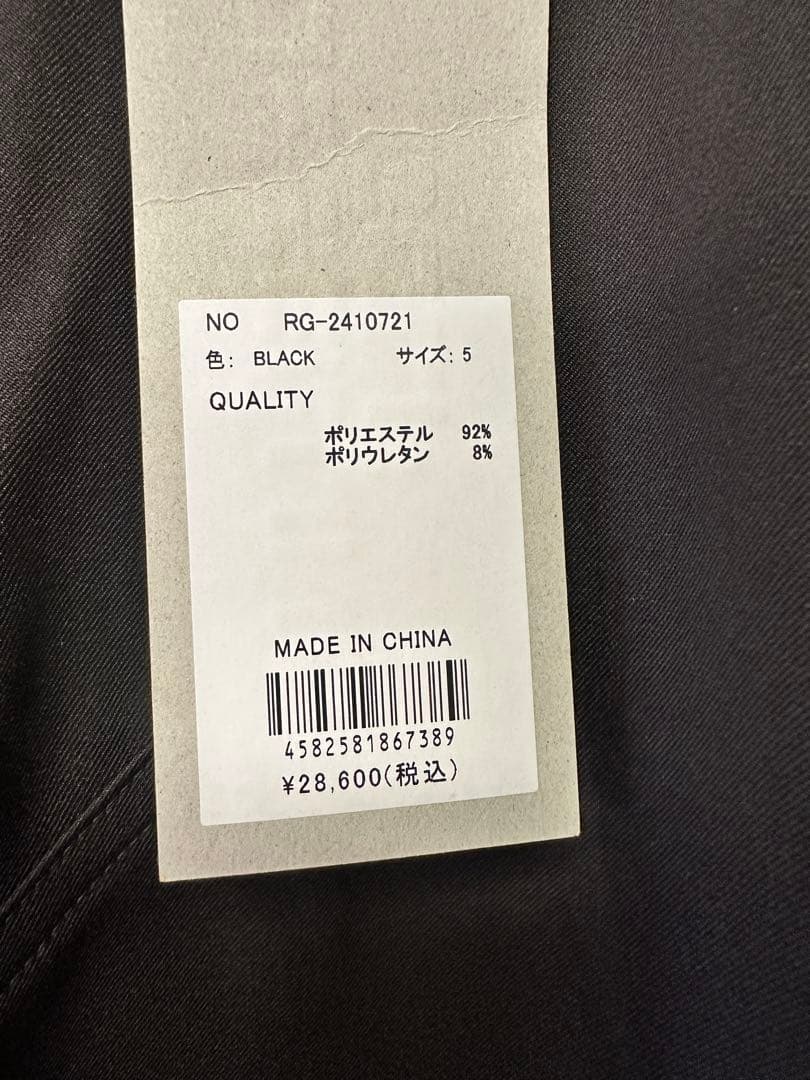 NO RG-2410721
色: BLACK サイズ: 5
QUALITY
ポリエステル 92%
ポリウレタン 8%
MADE IN CHINA
4582581867389
¥28,600(税込)